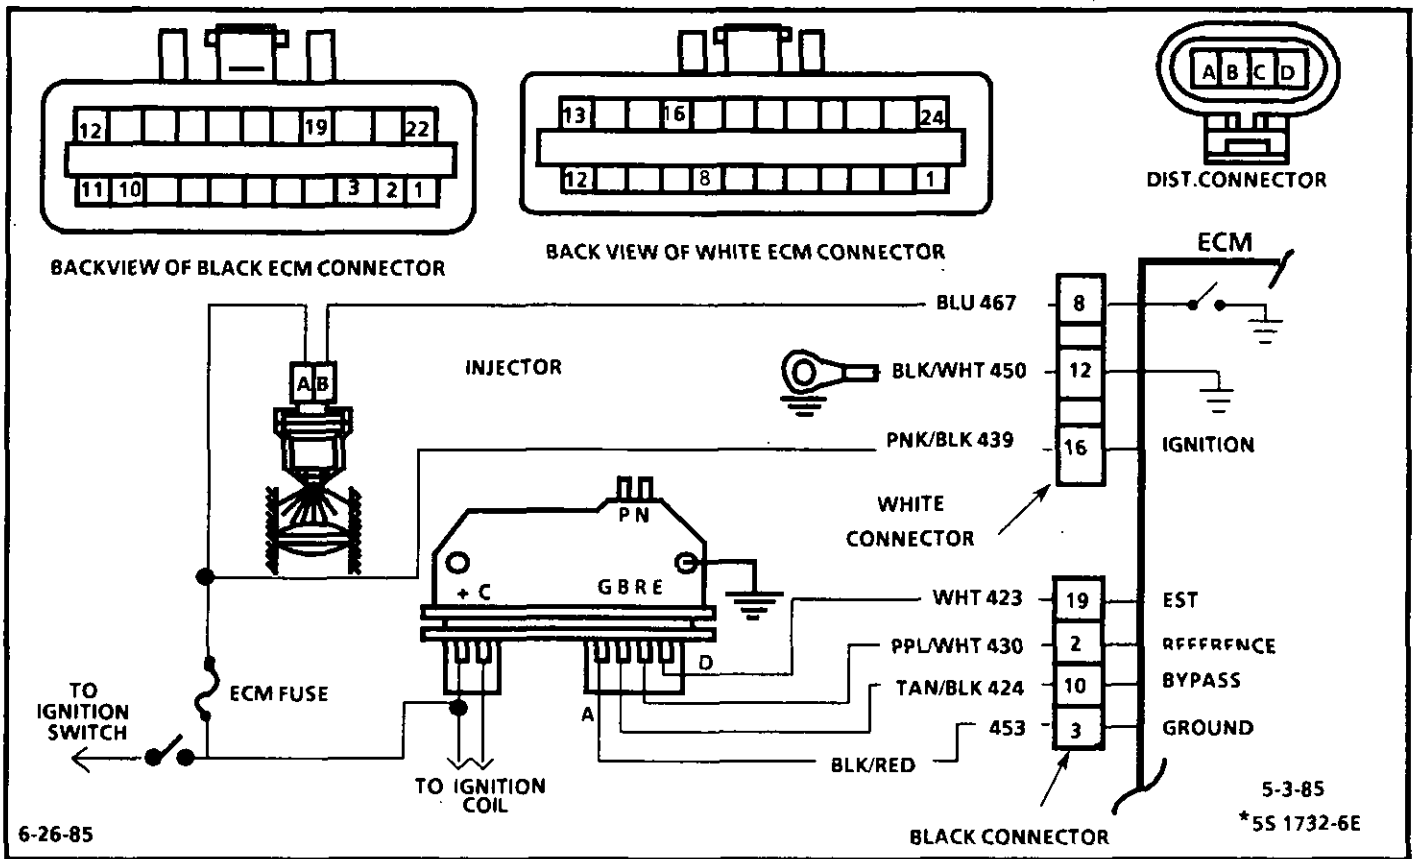 12 19 22
11 10 3 2 1
BACKVIEW OF BLACK ECM CONNECTOR
13 16 24
12 8 1
BACK VIEW OF WHITE ECM CONNECTOR
A B C D
DIST.CONNECTOR
ECM
BLU 467 8
A B
INJECTOR
BLK/WHT 450 12
PNK/BLK 439 16 IGNITION
WHITE
CONNECTOR
P N
+ C G B R E
WHT 423 19 EST
PPL/WHT 430 2 REFERENCE
D
TAN/BLK 424 10 BYPASS
A
453 3 GROUND
BLK/RED
ECM FUSE
TO
IGNITION
SWITCH
TO IGNITION
COIL
BLACK CONNECTOR
5-3-85
*5S 1732-6E
6-26-85